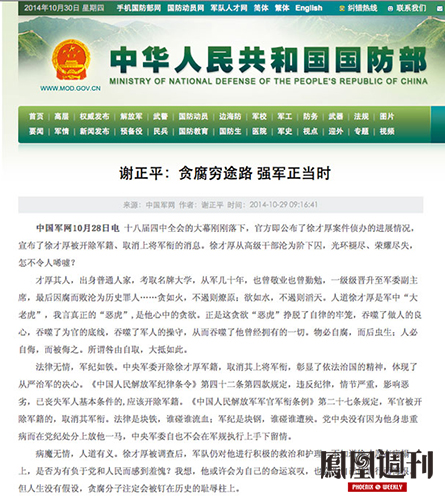 2014年10月30日 星期四
手机国防部网 军队人才网 简体 繁体 English
纠错热线
联系我们
中华人民共和国国防部
MINISTRY OF NATIONAL DEFENSE OF THE PEOPLE'S REPUBLIC OF CHINA
WWW.MOD.GOV.CN
首页 高层 权威发布 解放军 武警 国防动员 边海防 军校 军工 防务 武器 法规 图片
要闻 军情 新闻发布 预备役 民兵 国防教育 国防生 医院 军史 视点 迎外 专题 视频
谢正平：贪腐穷途路 强军正当时
来源：中国军网 作者：谢正平 时间：2014-10-29 09:16:41
中国军网10月28日电 十八届四中全会的大幕刚刚落下，官方即公布了徐才厚案件侦办的进展情况，
宣布了徐被开除军籍、取消上将军衔的消息。徐才厚从高级干部沦为阶下囚，光环褪尽、荣耀尽失，
怎不令人唏嘘？
才厚其人，出身普通人家，考取名牌大学，从军几十年，也曾敬业也曾勤勉，一级级晋升至军委副主
席，最后因腐而败沦为历史罪人……贪如火，不遏则燎原；欲如水，不遏则滔天。人道徐才厚是军中“大
老虎”，我言真正的“恶虎”，是他心中的贪欲。正是这贪欲“恶虎”挣脱了自律的牢笼，吞噬了做人的良
心，吞噬了为官的底线，吞噬了军人的操守，从而吞噬了他曾经拥有的一切。物必自腐，而后虫生；人必
自侮，而被侮之。所谓咎由自取，大抵如此。
法律无情，军纪如铁。中央军委开除徐才厚军籍，取消其上将军衔，彰显了依法治国的精神，体现了
从严治军的决心。《中国人民解放军纪律条令》第四十二条第四款规定，违反纪律，情节严重，影响恶
劣，已丧失军人基本条件的，应该开除军籍。《中国人民解放军军官军衔条例》第二十七条规定，军官被开
除军籍的，取消其军衔。法律是块铁，谁碰谁流血；军纪是块钢，谁碰谁遭殃。党中央没有因为他身患重
病而在党纪处分上放他一马，中央军委自也不会在军规执行上手下留情。
病魔无情，人道有义。徐才厚被调查后，军队仍对他进行积极的救治和护理
上，是否为有负于党和人民而感到羞愧？我想，他或许会为自己的命运哀叹，也
但人生没有假设，贪腐分子注定会被钉在历史的耻辱柱上。
鳳凰週刊
PHOENIX WEEKLY